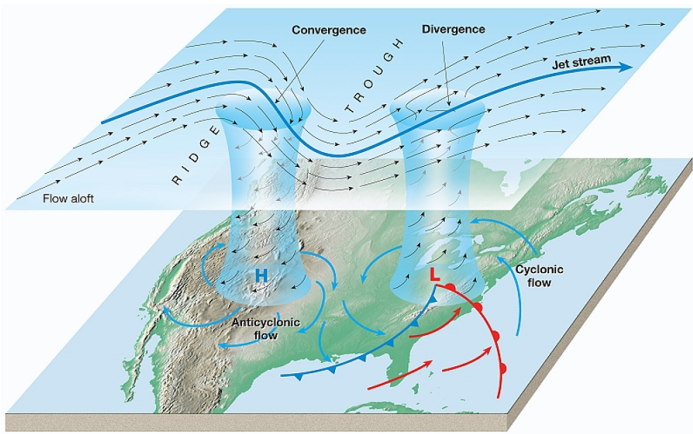 Convergence
Divergence
Jet stream
TROUGH
RIDGE
Flow aloft
H
L
Cyclonic
flow
Anticyclonic
flow